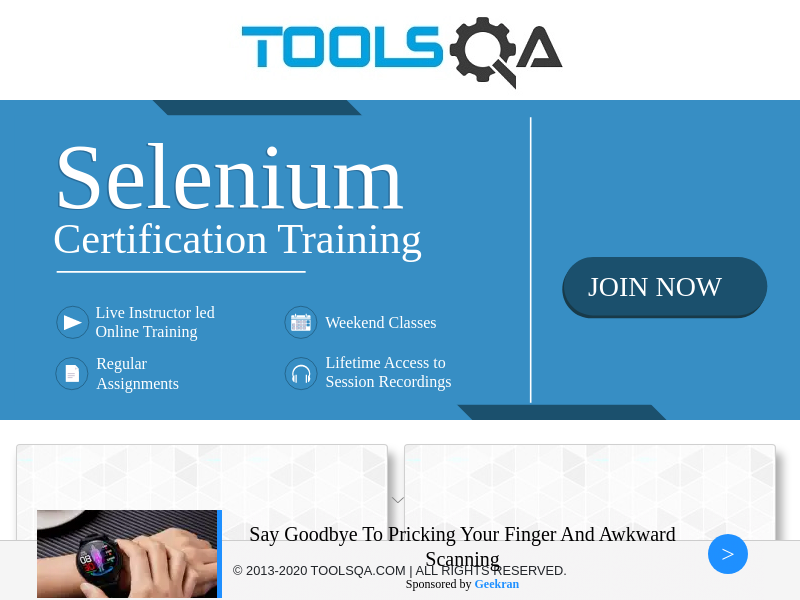 TOOLSQA
Selenium
Certification Training
JOIN NOW
Live Instructor led
Online Training
Weekend Classes
Regular
Assignments
Lifetime Access to
Session Recordings
Say Goodbye To Pricking Your Finger And Awkward
Scanning
© 2013-2020 TOOLSQA.COM | ALL RIGHTS RESERVED.
Sponsored by Geekran
>